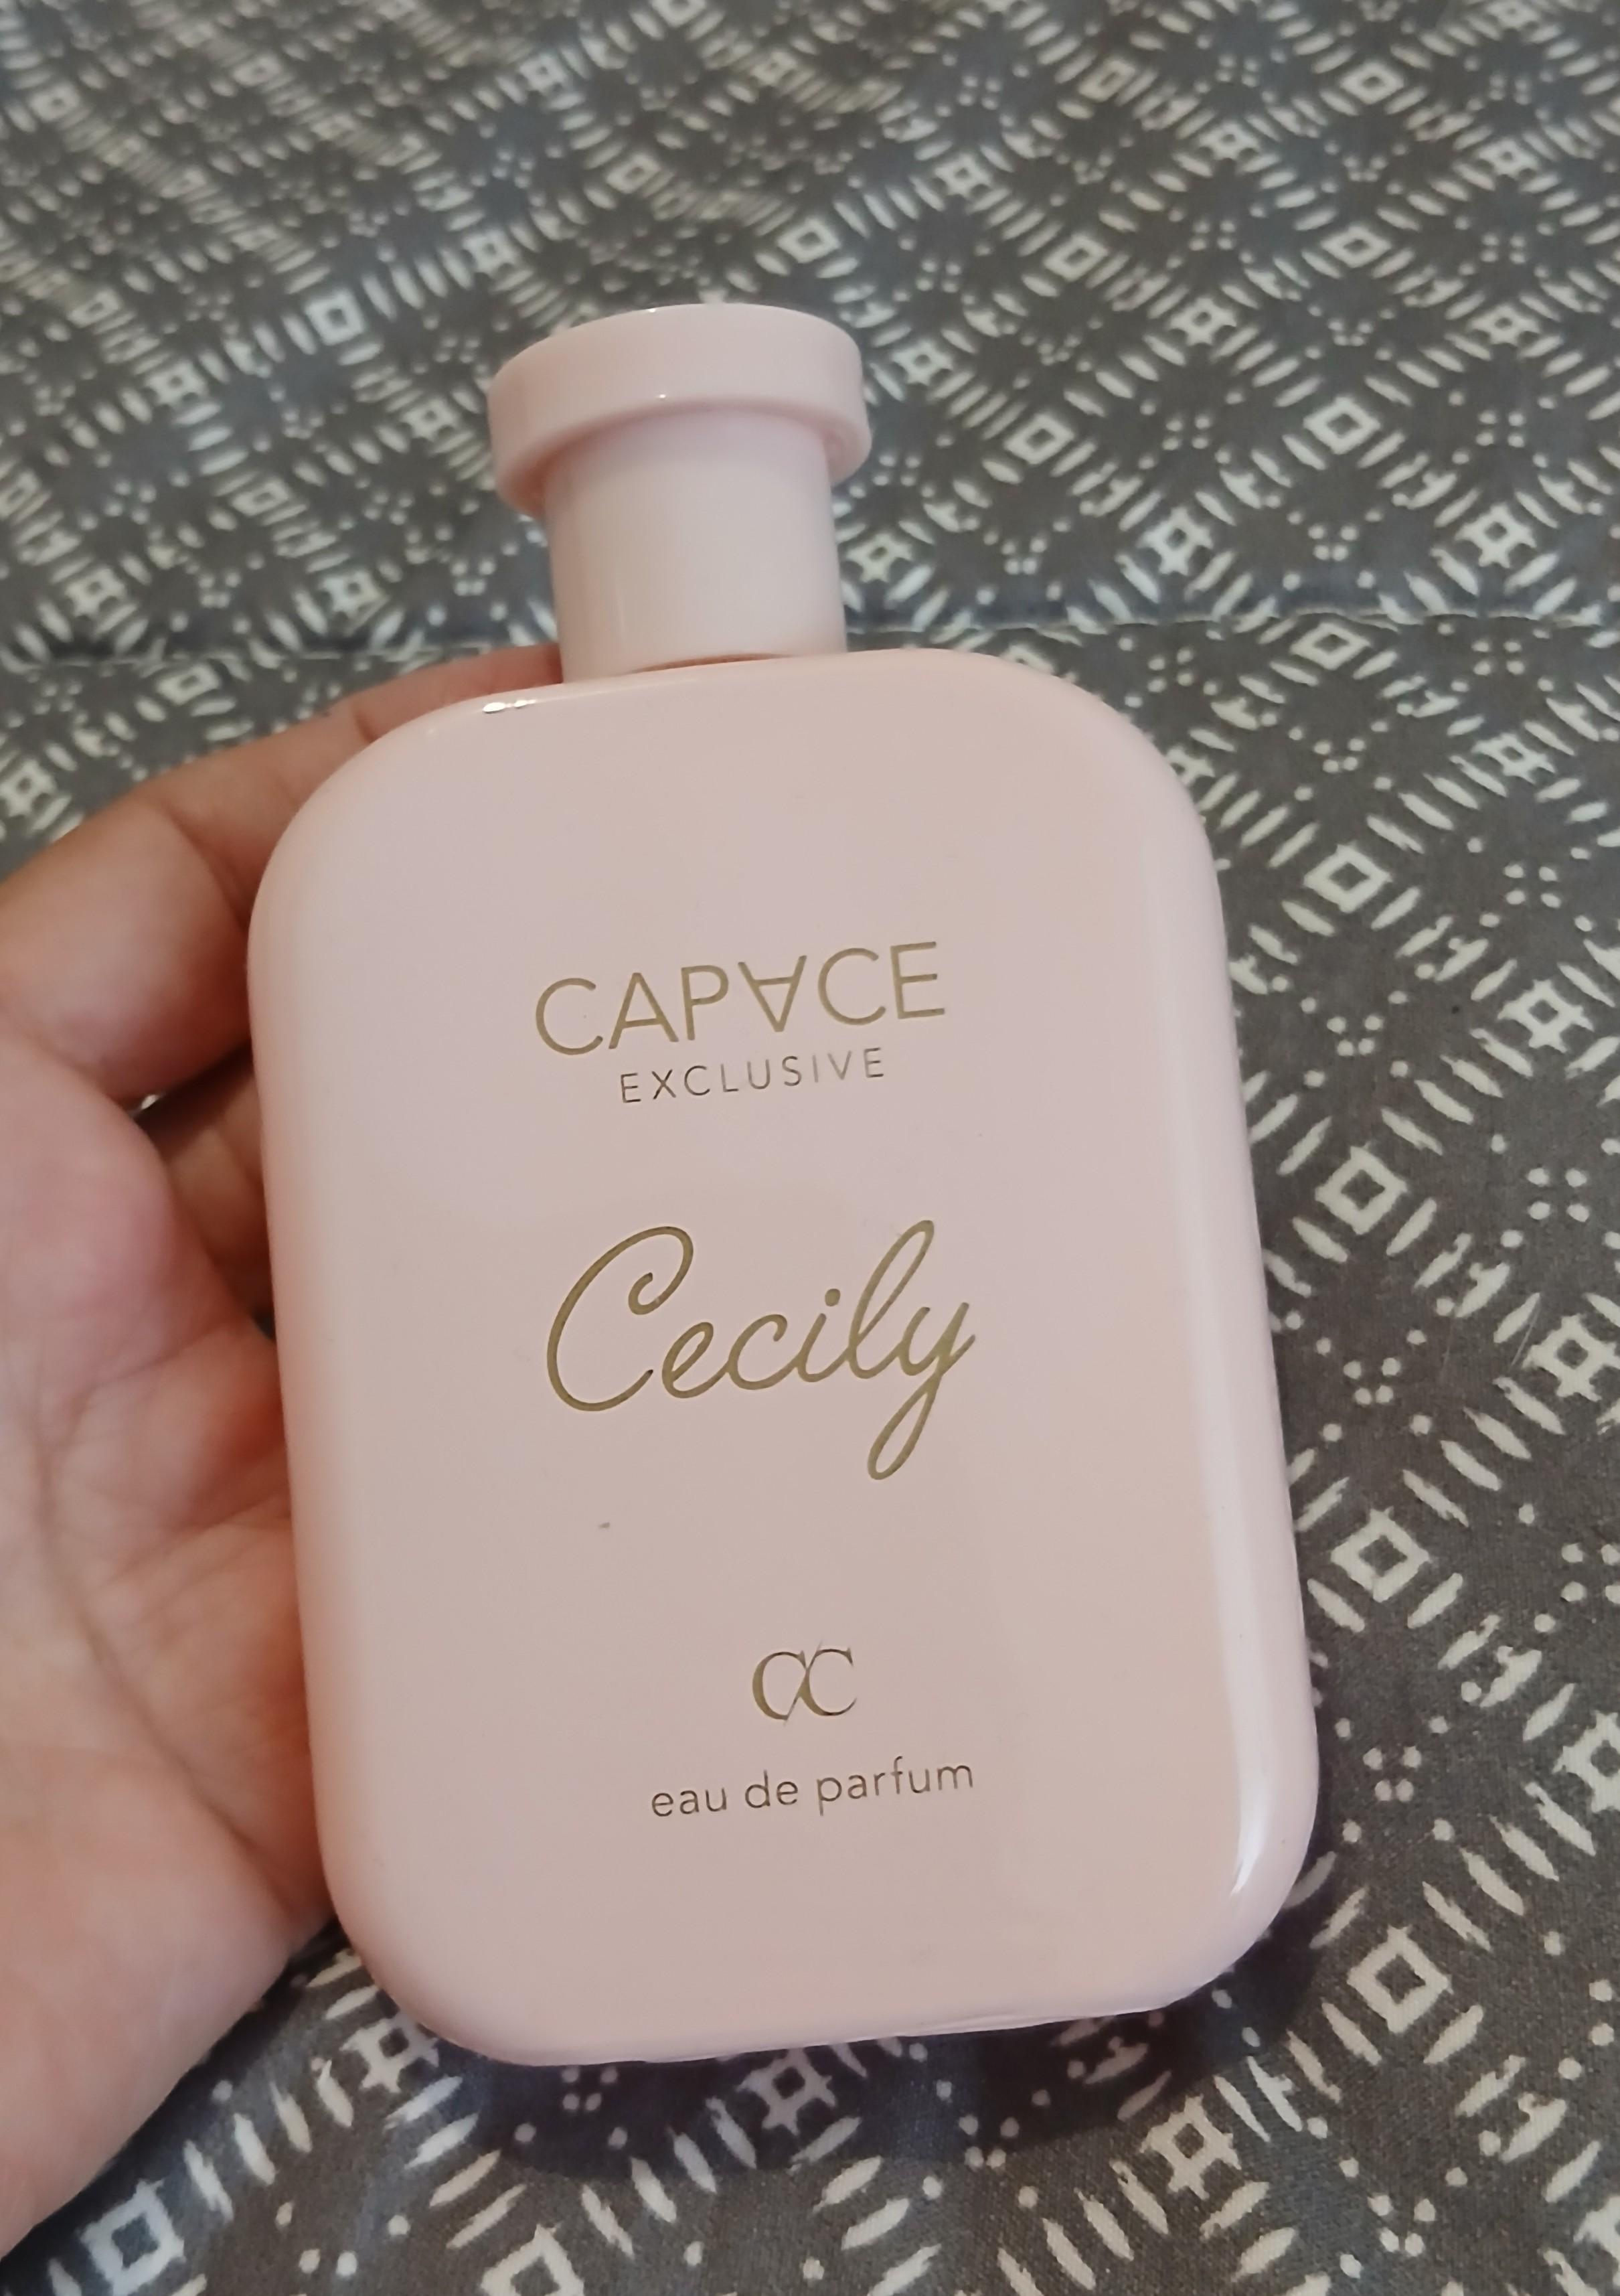 CAPACE
EXCLUSIVE
Cecily
CC
eau de parfum